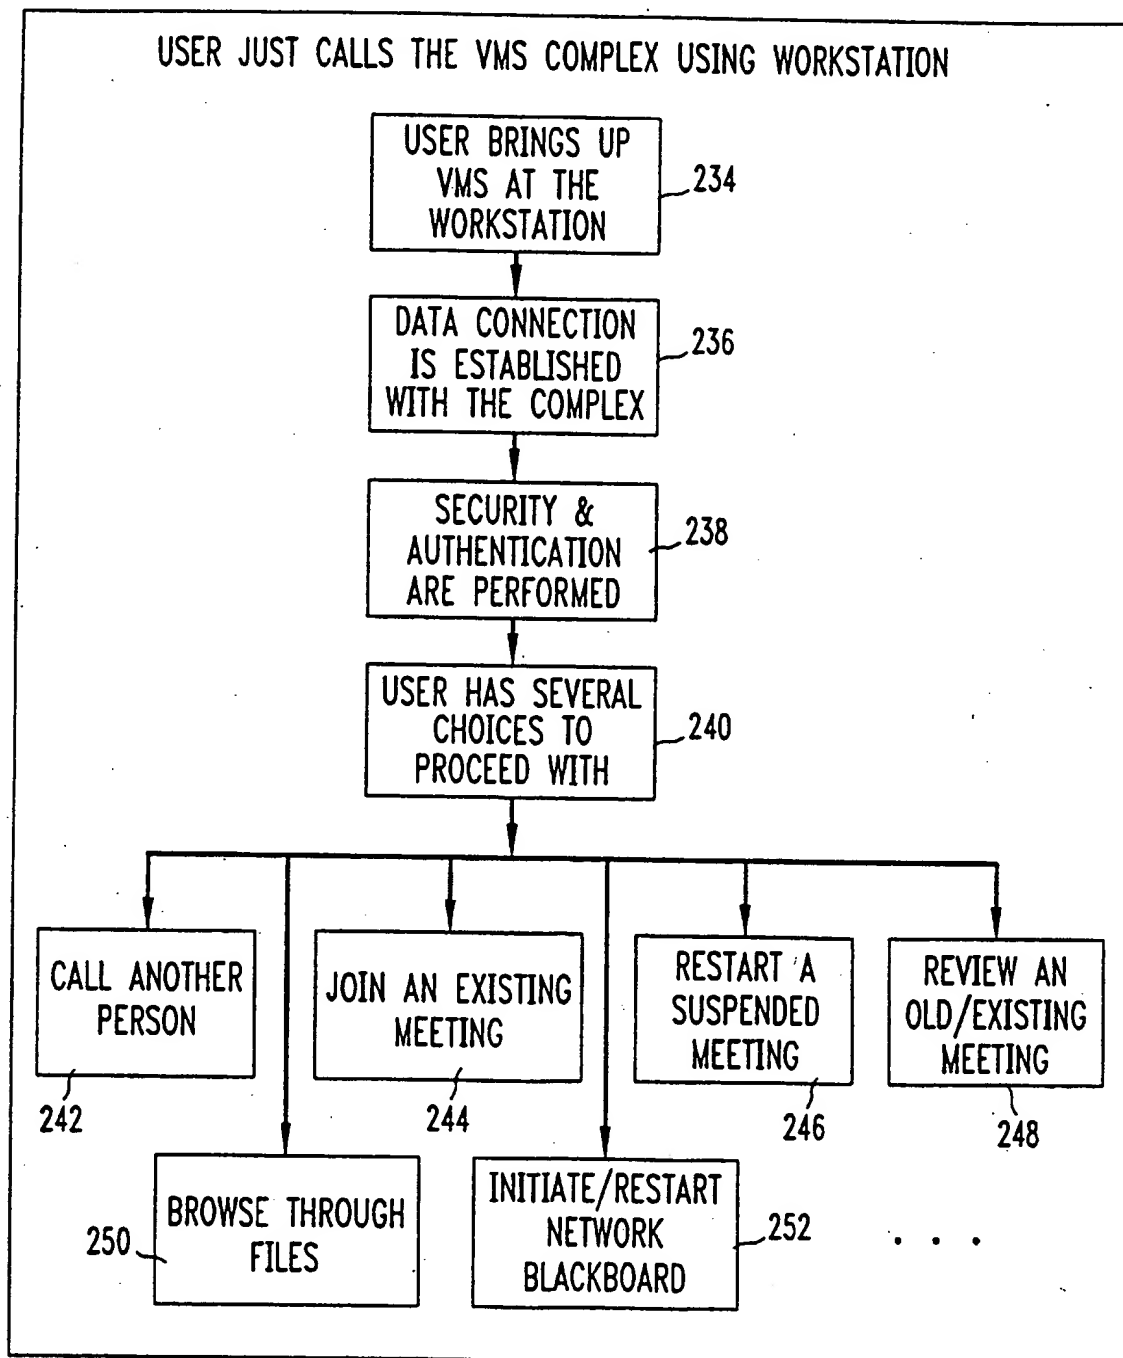 USER JUST CALLS THE VMS COMPLEX USING WORKSTATION
USER BRINGS UP
VMS AT THE
WORKSTATION
234
DATA CONNECTION
IS ESTABLISHED
WITH THE COMPLEX
236
SECURITY &
AUTHENTICATION
ARE PERFORMED
238
USER HAS SEVERAL
CHOICES TO
PROCEED WITH
240
CALL ANOTHER
PERSON
242
JOIN AN EXISTING
MEETING
244
RESTART A
SUSPENDED
MEETING
246
REVIEW AN
OLD/EXISTING
MEETING
248
BROWSE THROUGH
FILES
250
INITIATE/RESTART
NETWORK
BLACKBOARD
252
. . .